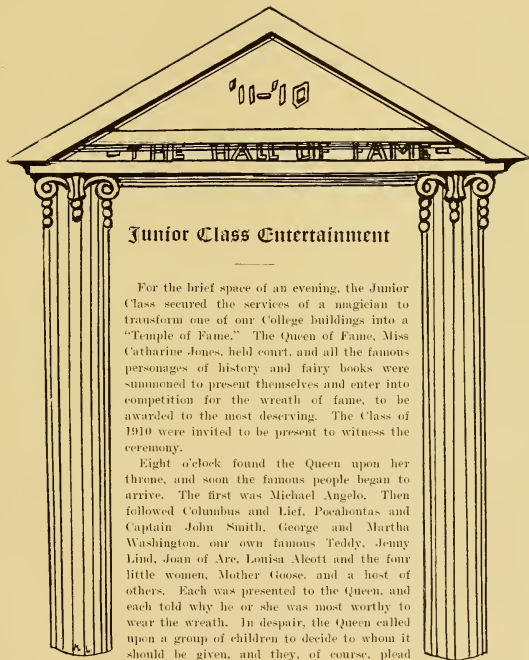 '11-'10
-THE HALL OF FAME-
Junior Class Entertainment
For the brief space of an evening, the Junior
Class secured the services of a magician to
transform one of our College buildings into a
"Temple of Fame." The Queen of Fame, Miss
Catharine Jones, held court, and all the famous
personages of history and fairy books were
summoned to present themselves and enter into
competition for the wreath of fame, to be
awarded to the most deserving. The Class of
1910 were invited to be present to witness the
ceremony.
Eight o'clock found the Queen upon her
throne, and soon the famous people began to
arrive. The first was Michael Angelo. Then
followed Columbus and Lief, Pocahontas and
Captain John Smith, George and Martha
Washington, our own famous Teddy, Jenny
Lind, Joan of Arc, Louisa Alcott and the four
little women, Mother Goose, and a host of
others. Each was presented to the Queen, and
each told why he or she was most worthy to
wear the wreath. In despair, the Queen called
upon a group of children to decide to whom it
should be given, and they, of course, plead